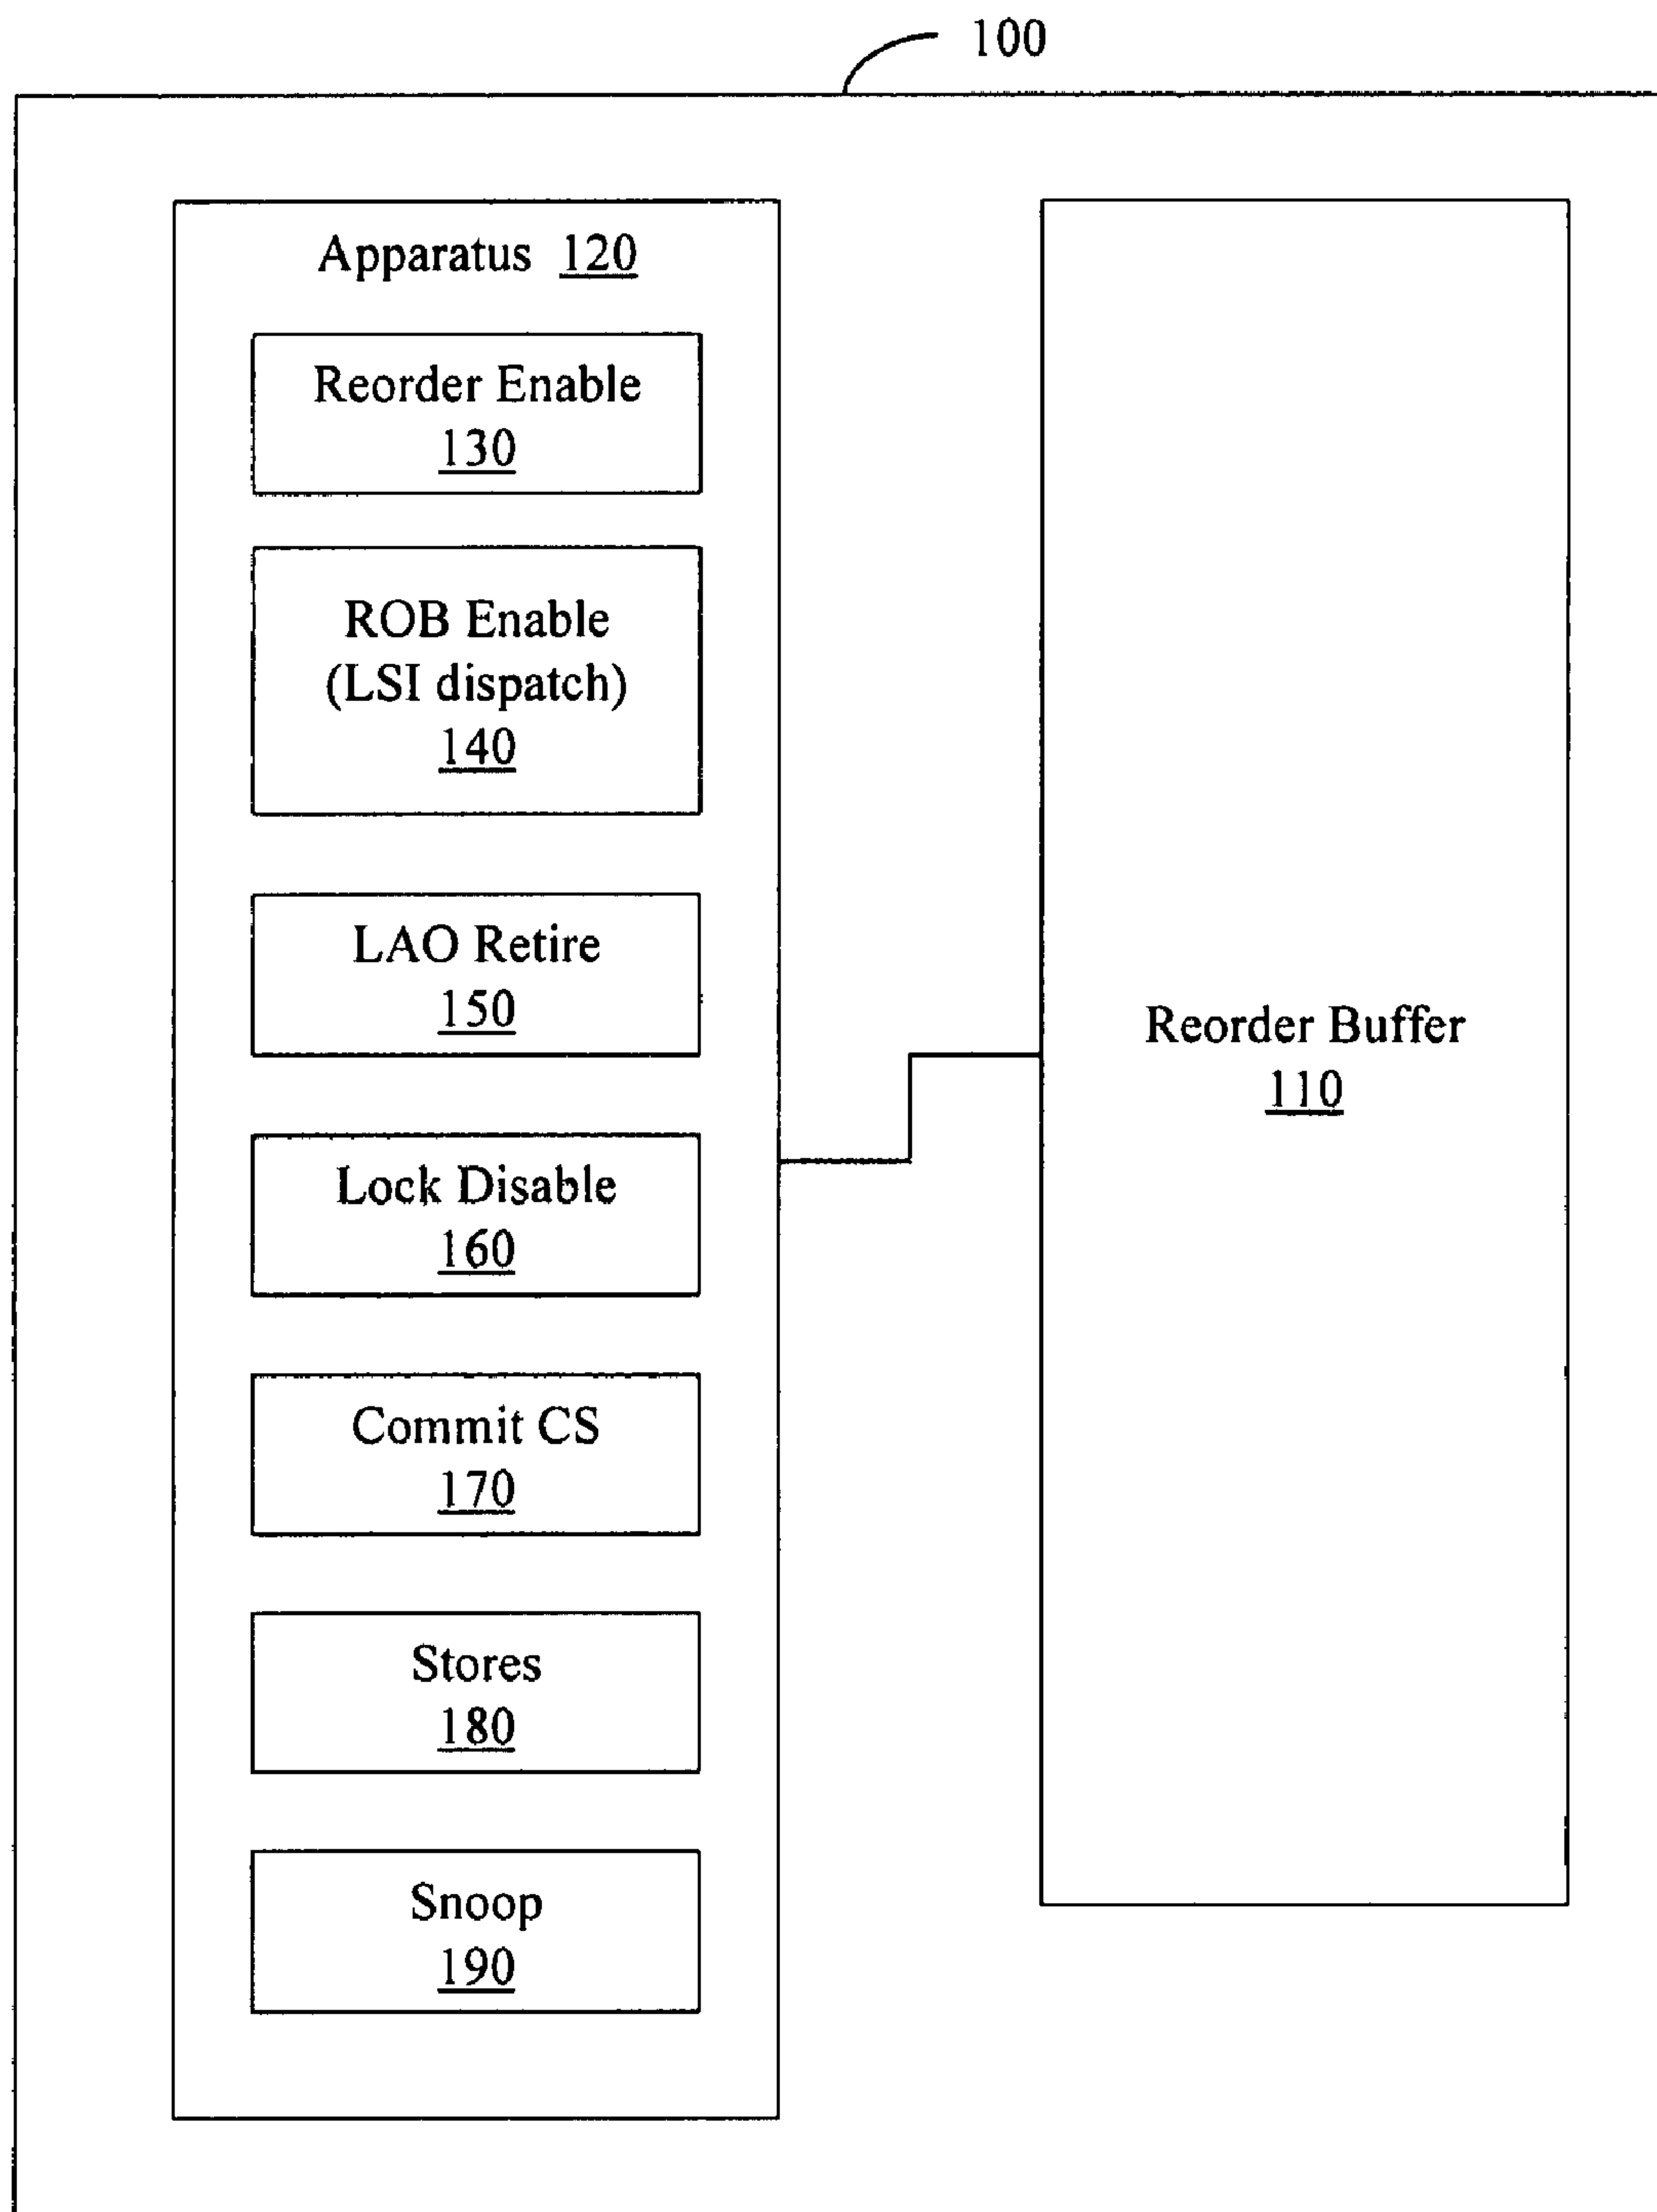 100
Apparatus 120
Reorder Enable
130
ROB Enable
(LSI dispatch)
140
LAO Retire
150
Lock Disable
160
Commit CS
170
Stores
180
Snoop
190
Reorder Buffer
110